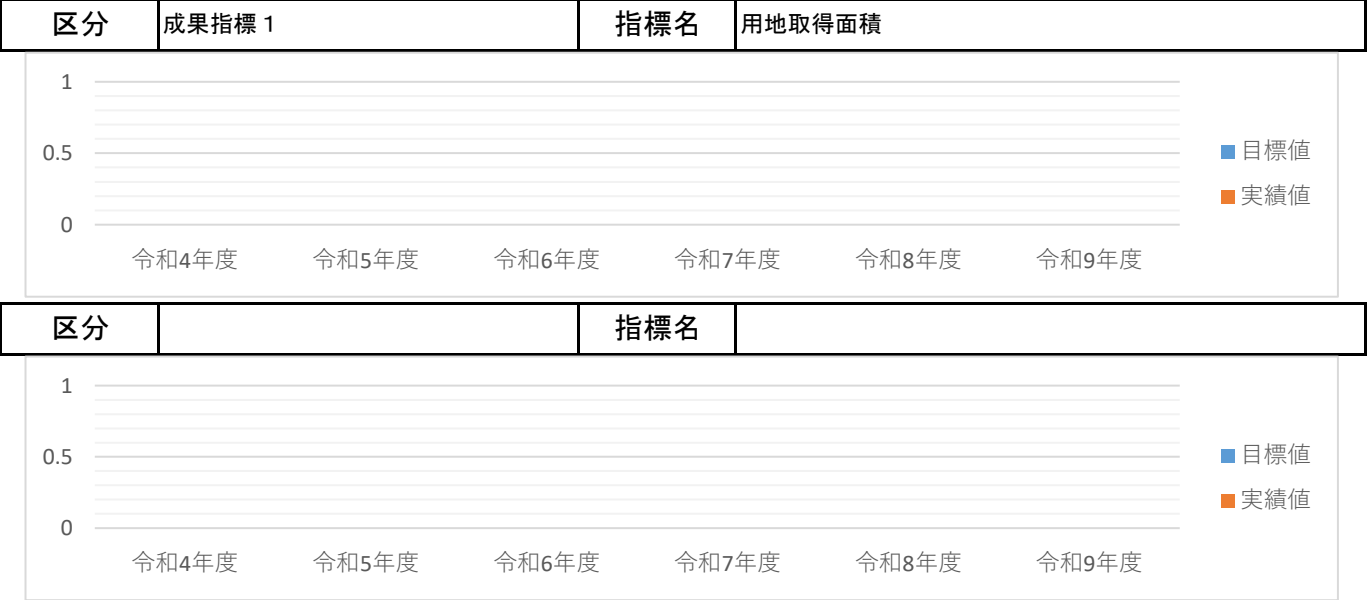 区分 成果指標１ 指標名 用地取得面積
1
0.5
0
令和4年度 令和5年度 令和6年度 令和7年度 令和8年度 令和9年度
目標値
実績値
区分 指標名
1
0.5
0
令和4年度 令和5年度 令和6年度 令和7年度 令和8年度 令和9年度
目標値
実績値